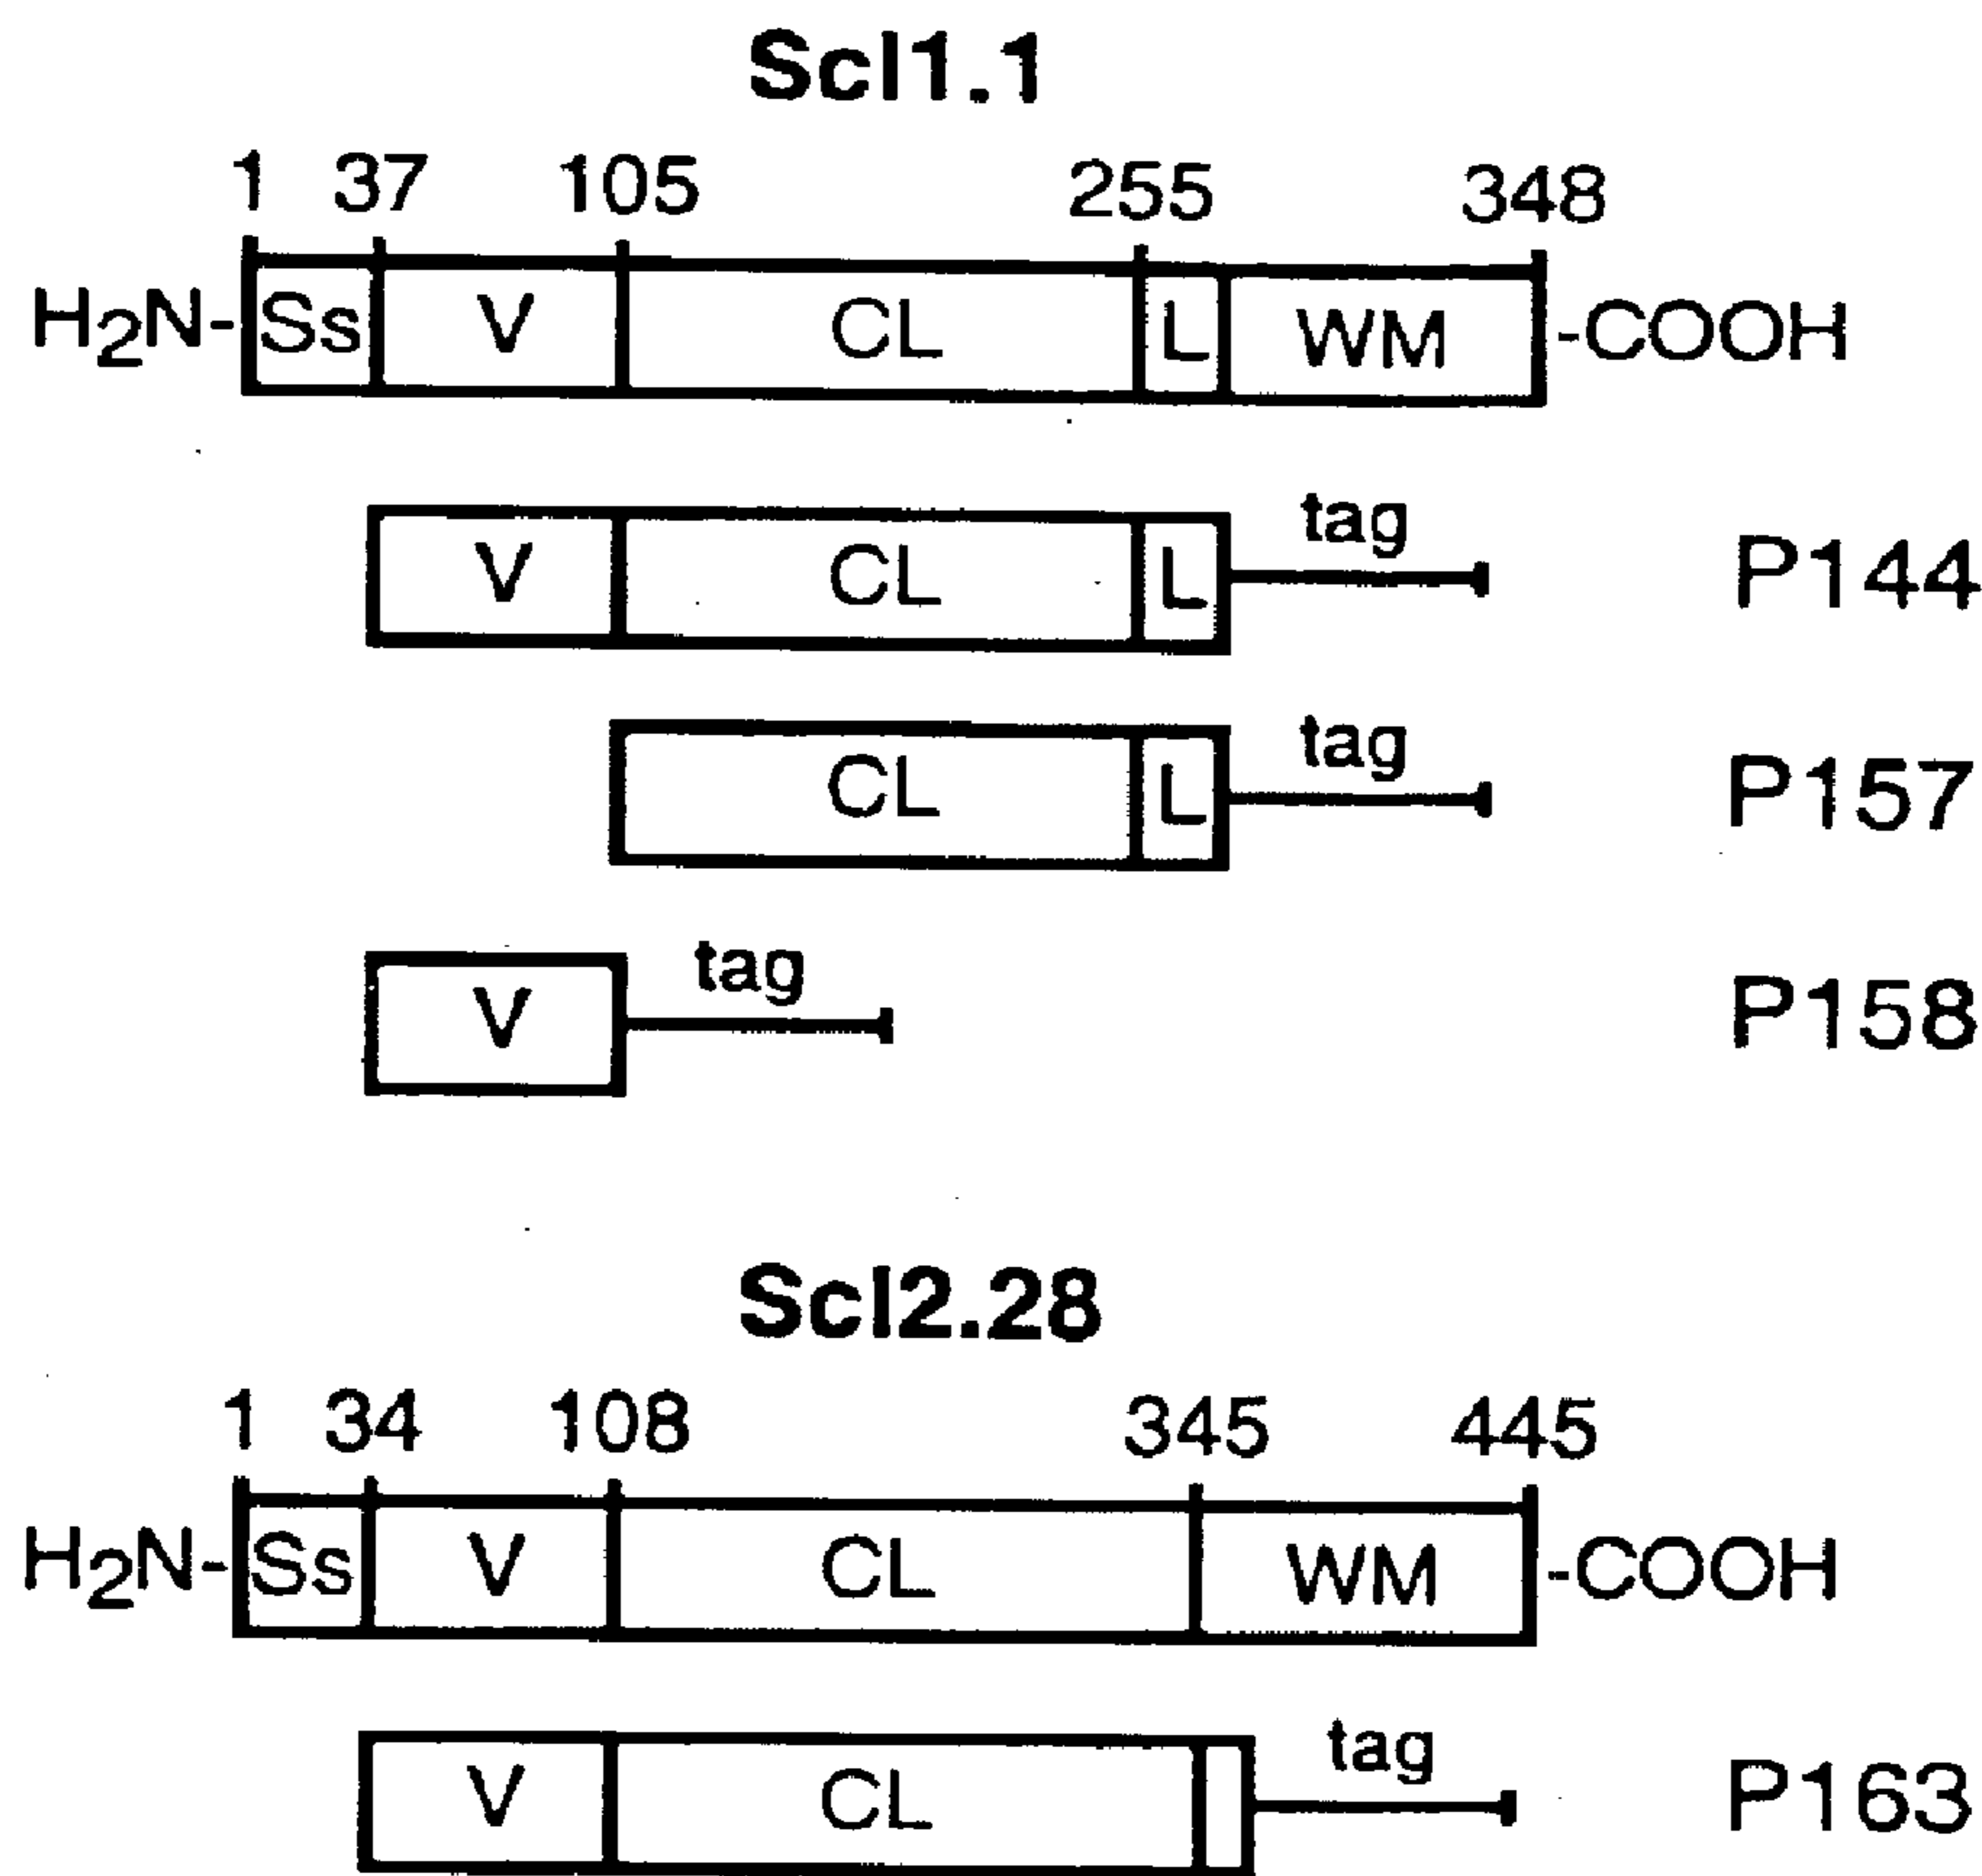 Scl1.1
1 37 105 255 348
H2N- Ss V CL L WM -COOH
V CL L tag P144
CL L tag P157
V tag P158
Scl2.28
1 34 108 345 445
H2N- Ss V CL WM -COOH
V CL tag P163